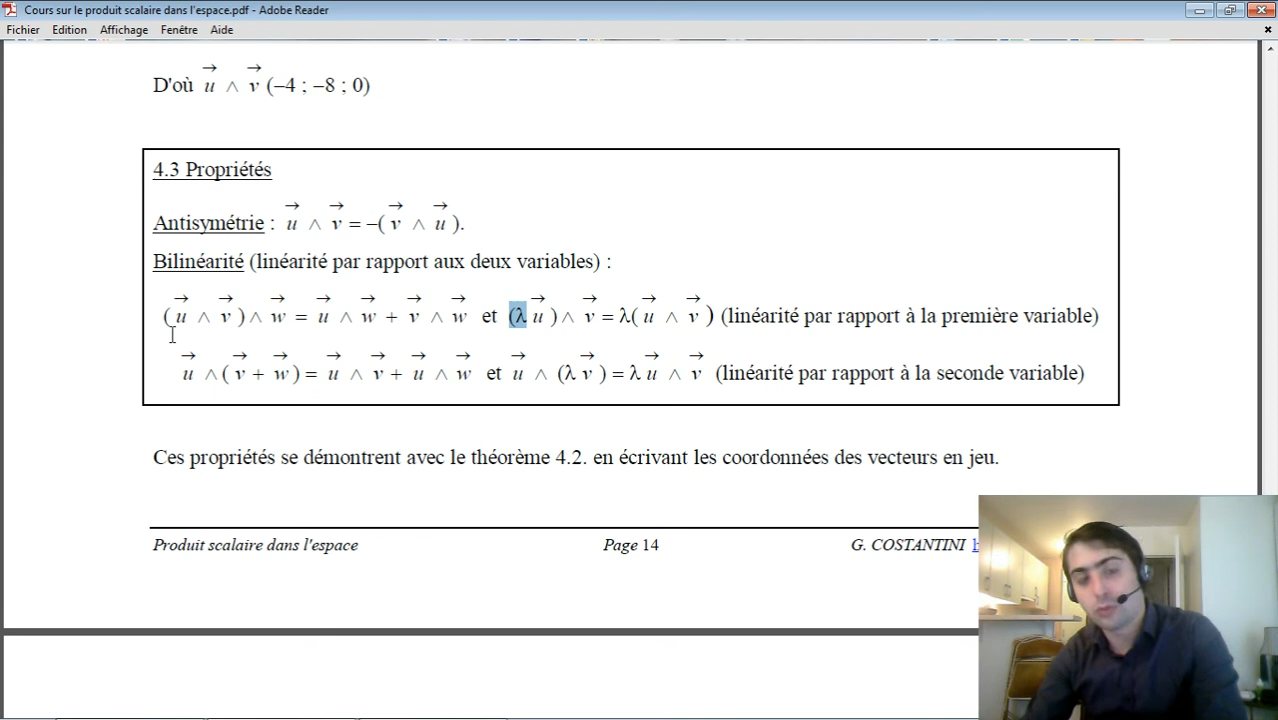 Cours sur le produit scalaire dans l'espace.pdf - Adobe Reader
Fichier Edition Affichage Fenêtre Aide
D'où u⃗ ∧ v⃗ (−4 ; −8 ; 0)
4.3 Propriétés
Antisymétrie : u⃗ ∧ v⃗ = −( v⃗ ∧ u⃗ ).
Bilinéarité (linéarité par rapport aux deux variables) :
( u⃗ ∧ v⃗ ) ∧ w⃗ = u⃗ ∧ w⃗ + v⃗ ∧ w⃗ et (λ u⃗ ) ∧ v⃗ = λ( u⃗ ∧ v⃗ ) (linéarité par rapport à la première variable)
u⃗ ∧ ( v⃗ + w⃗ ) = u⃗ ∧ v⃗ + u⃗ ∧ w⃗ et u⃗ ∧ (λ v⃗ ) = λ u⃗ ∧ v⃗ (linéarité par rapport à la seconde variable)
Ces propriétés se démontrent avec le théorème 4.2. en écrivant les coordonnées des vecteurs en jeu.
Produit scalaire dans l'espace Page 14 G. COSTANTINI